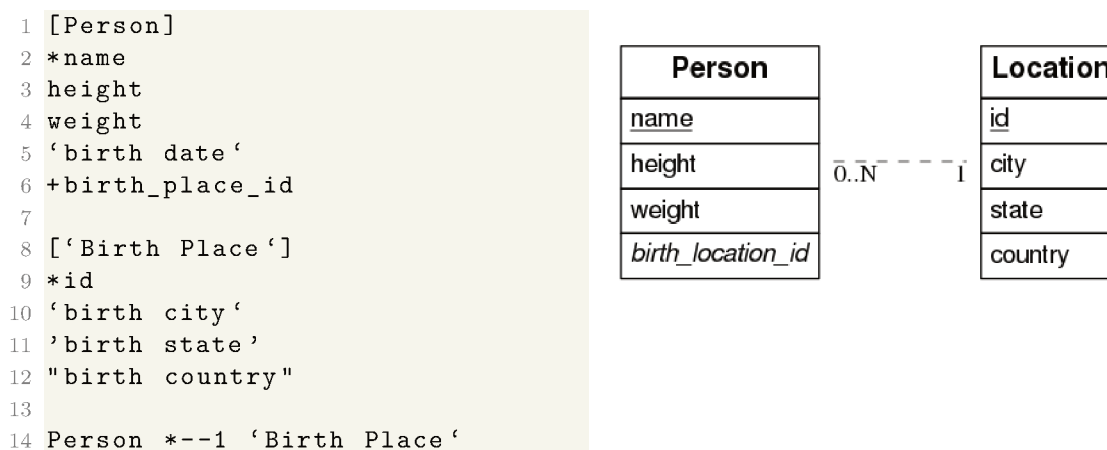 1 [Person]
2 *name
3 height
4 weight
5 ‘birth date‘
6 +birth_place_id
7
8 [‘Birth Place‘]
9 *id
10 ‘birth city‘
11 ’birth state’
12 "birth country"
13
14 Person *--1 ‘Birth Place‘
Person
name
height
weight
birth_location_id
0..N 1
Location
id
city
state
country